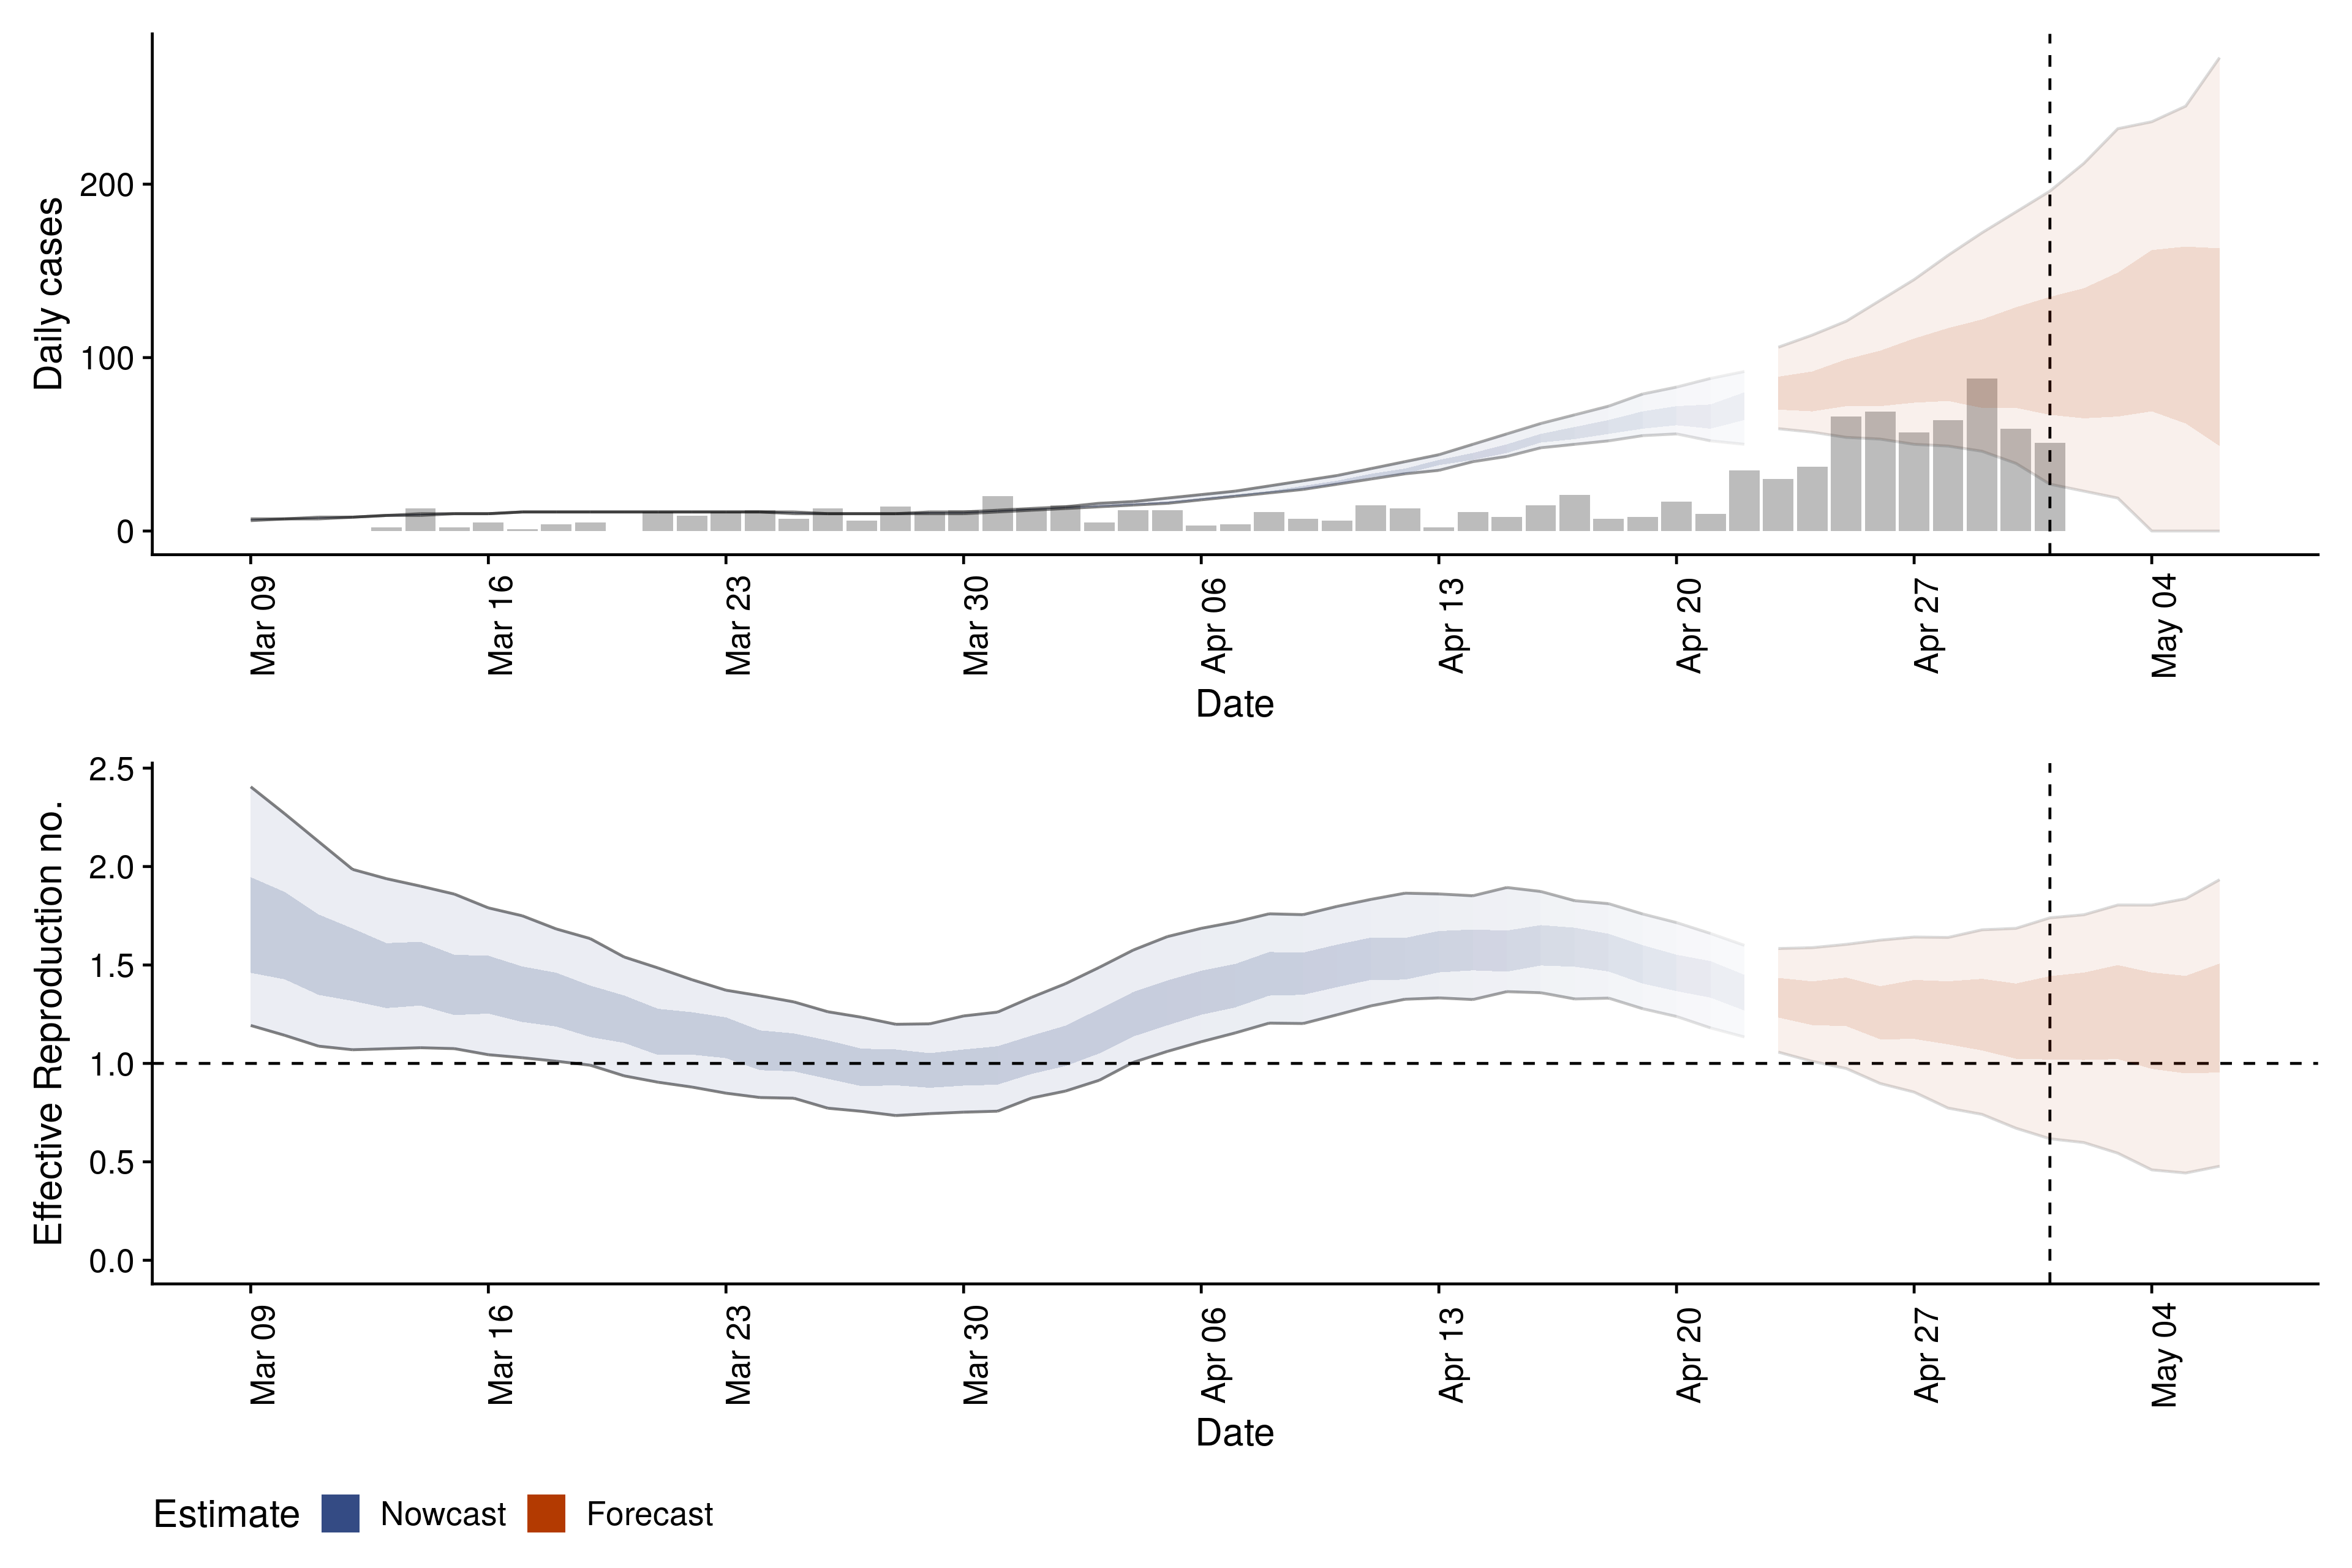 Daily cases
200
100
0
Mar 09
Mar 16
Mar 23
Mar 30
Apr 06
Apr 13
Apr 20
Apr 27
May 04
Date
Effective Reproduction no.
2.5
2.0
1.5
1.0
0.5
0.0
Mar 09
Mar 16
Mar 23
Mar 30
Apr 06
Apr 13
Apr 20
Apr 27
May 04
Date
Estimate Nowcast Forecast